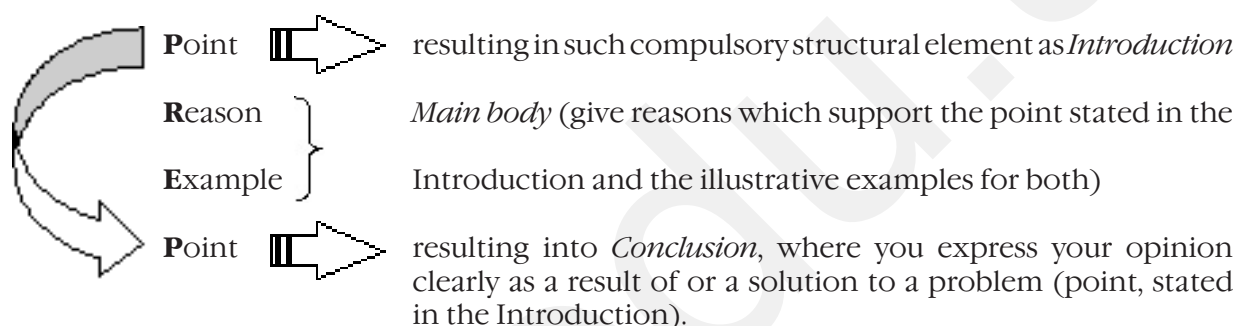 Point resulting in such compulsory structural element as Introduction
Reason Main body (give reasons which support the point stated in the
Example Introduction and the illustrative examples for both)
Point resulting into Conclusion, where you express your opinion
clearly as a result of or a solution to a problem (point, stated
in the Introduction).